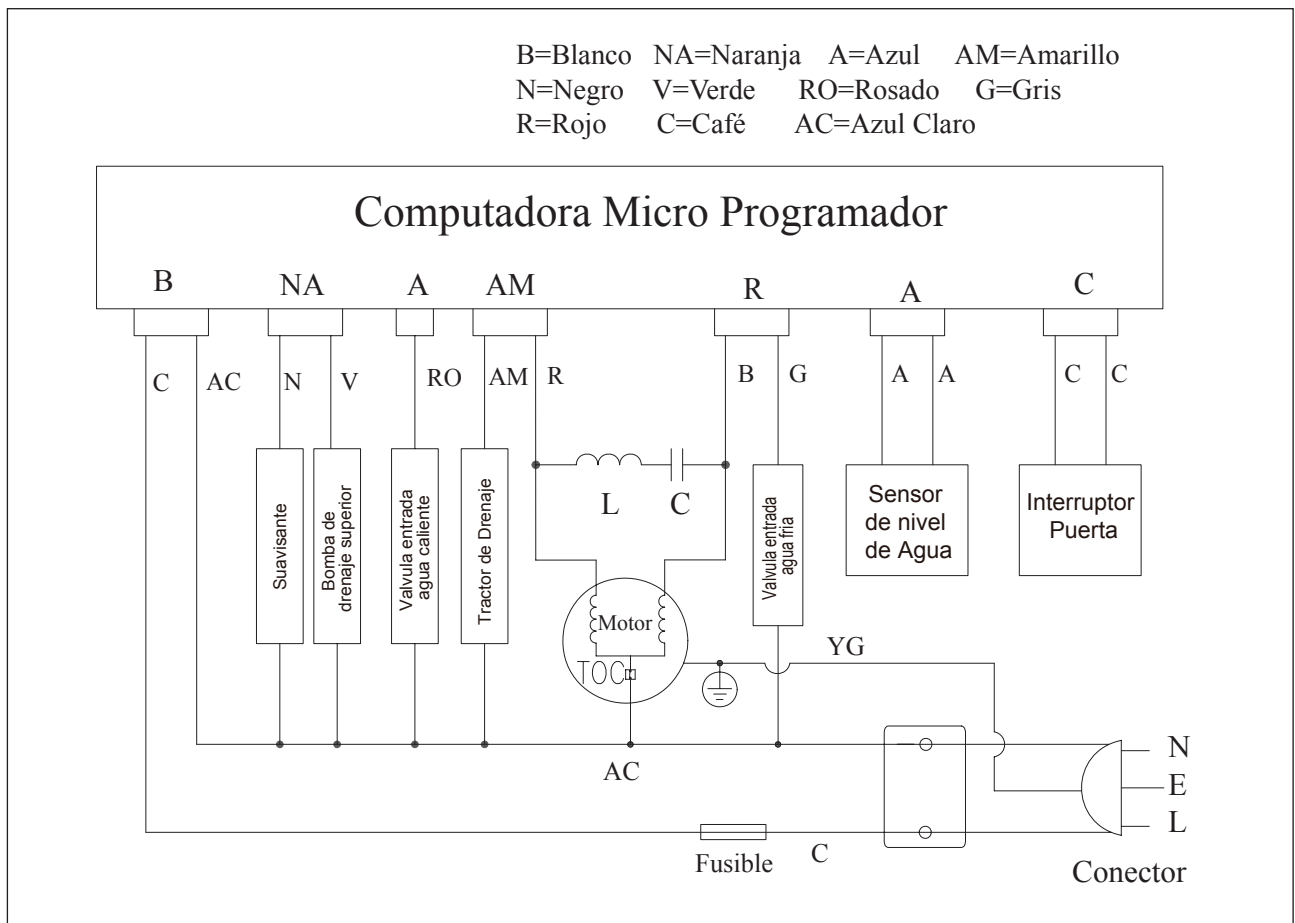 B=Blanco NA=Naranja A=Azul AM=Amarillo
N=Negro V=Verde RO=Rosado G=Gris
R=Rojo C=Café AC=Azul Claro
Computadora Micro Programador
B NA A AM R A C
C AC N V RO AM R B G A A C C
L C
Suavisante
Bomba de
drenaje superior
Valvula entrada
agua caliente
Tractor de Drenaje
Valvula entrada
agua fria
Sensor
de nivel
de Agua
Interruptor
Puerta
Motor
TOC
YG
AC
N
E
L
C
Fusible
Conector